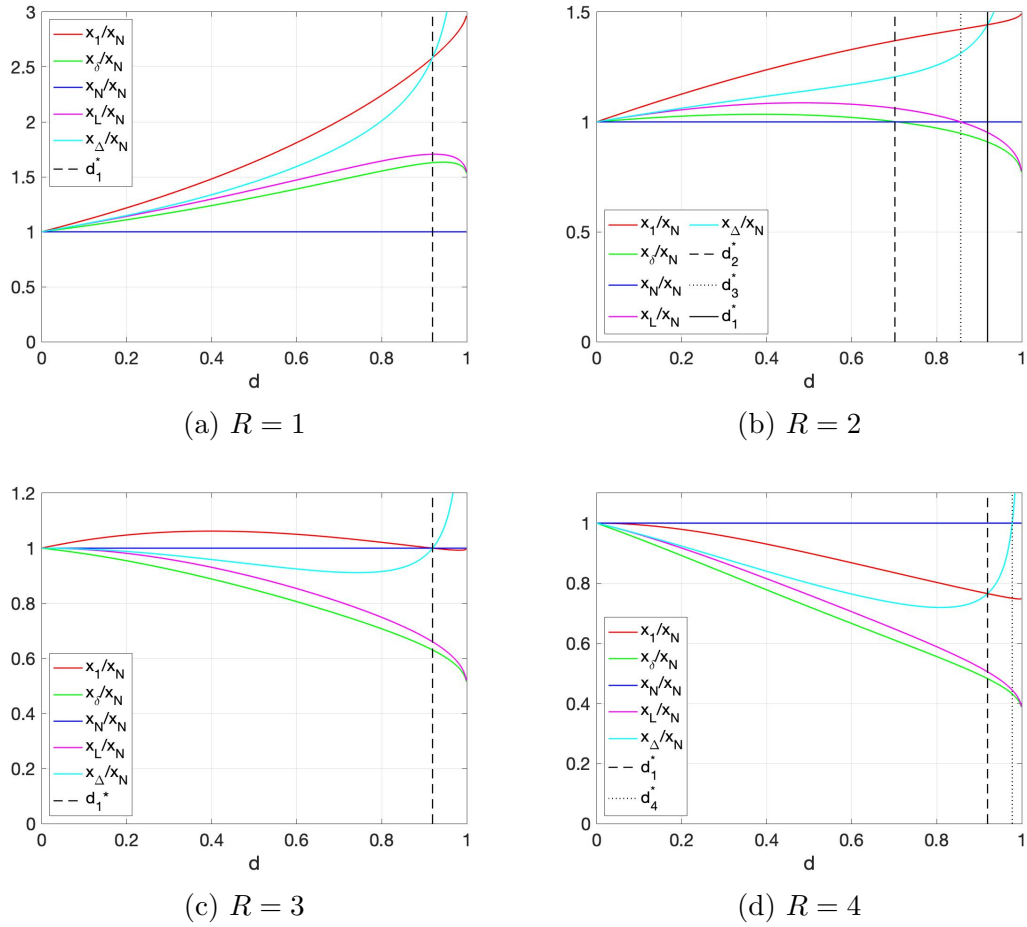 3
2.5
2
1.5
1
0.5
0
x_1/x_N
x_δ/x_N
x_N/x_N
x_L/x_N
x_Δ/x_N
d_1^*
0 0.2 0.4 0.6 0.8 1
d
(a) R = 1
1.5
1
0.5
0
x_1/x_N x_Δ/x_N
x_δ/x_N d_2^*
x_N/x_N d_3^*
x_L/x_N d_1^*
0 0.2 0.4 0.6 0.8 1
d
(b) R = 2
1.2
1
0.8
0.6
0.4
0.2
0
x_1/x_N
x_δ/x_N
x_N/x_N
x_L/x_N
x_Δ/x_N
d_1*
0 0.2 0.4 0.6 0.8 1
d
(c) R = 3
1
0.8
0.6
0.4
0.2
0
x_1/x_N
x_δ/x_N
x_N/x_N
x_L/x_N
x_Δ/x_N
d_1^*
d_4^*
0 0.2 0.4 0.6 0.8 1
d
(d) R = 4